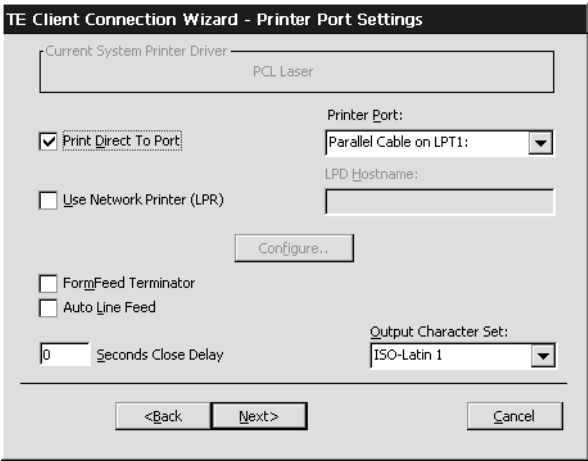 TE Client Connection Wizard - Printer Port Settings
Current System Printer Driver
PCL Laser
Printer Port:
Print Direct To Port
Parallel Cable on LPT1:
LPD Hostname:
Use Network Printer (LPR)
Configure..
FormFeed Terminator
Auto Line Feed
Output Character Set:
0 Seconds Close Delay
ISO-Latin 1
<Back
Next>
Cancel